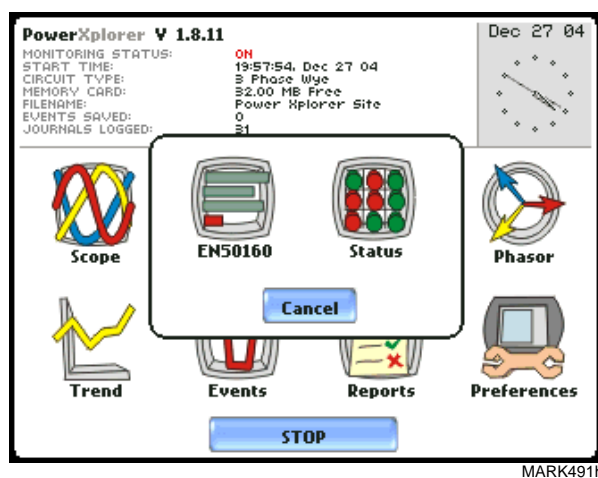 PowerXplorer V 1.8.11
Dec 27 04
MONITORING STATUS: ON
START TIME: 19:57:54, Dec 27 04
CIRCUIT TYPE: 3 Phase Wye
MEMORY CARD: 32.00 MB Free
FILENAME: Power Xplorer Site
EVENTS SAVED: 0
JOURNALS LOGGED: 31
Scope
EN50160
Status
Phasor
Cancel
Trend
Events
Reports
Preferences
STOP
MARK491